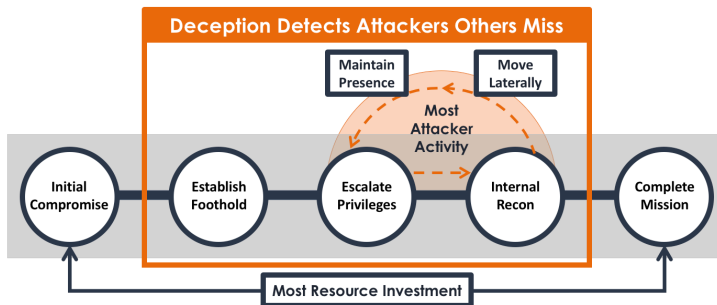 Deception Detects Attackers Others Miss
Maintain
Presence
Move
Laterally
Most
Attacker
Activity
Initial
Compromise
Establish
Foothold
Escalate
Privileges
Internal
Recon
Complete
Mission
Most Resource Investment